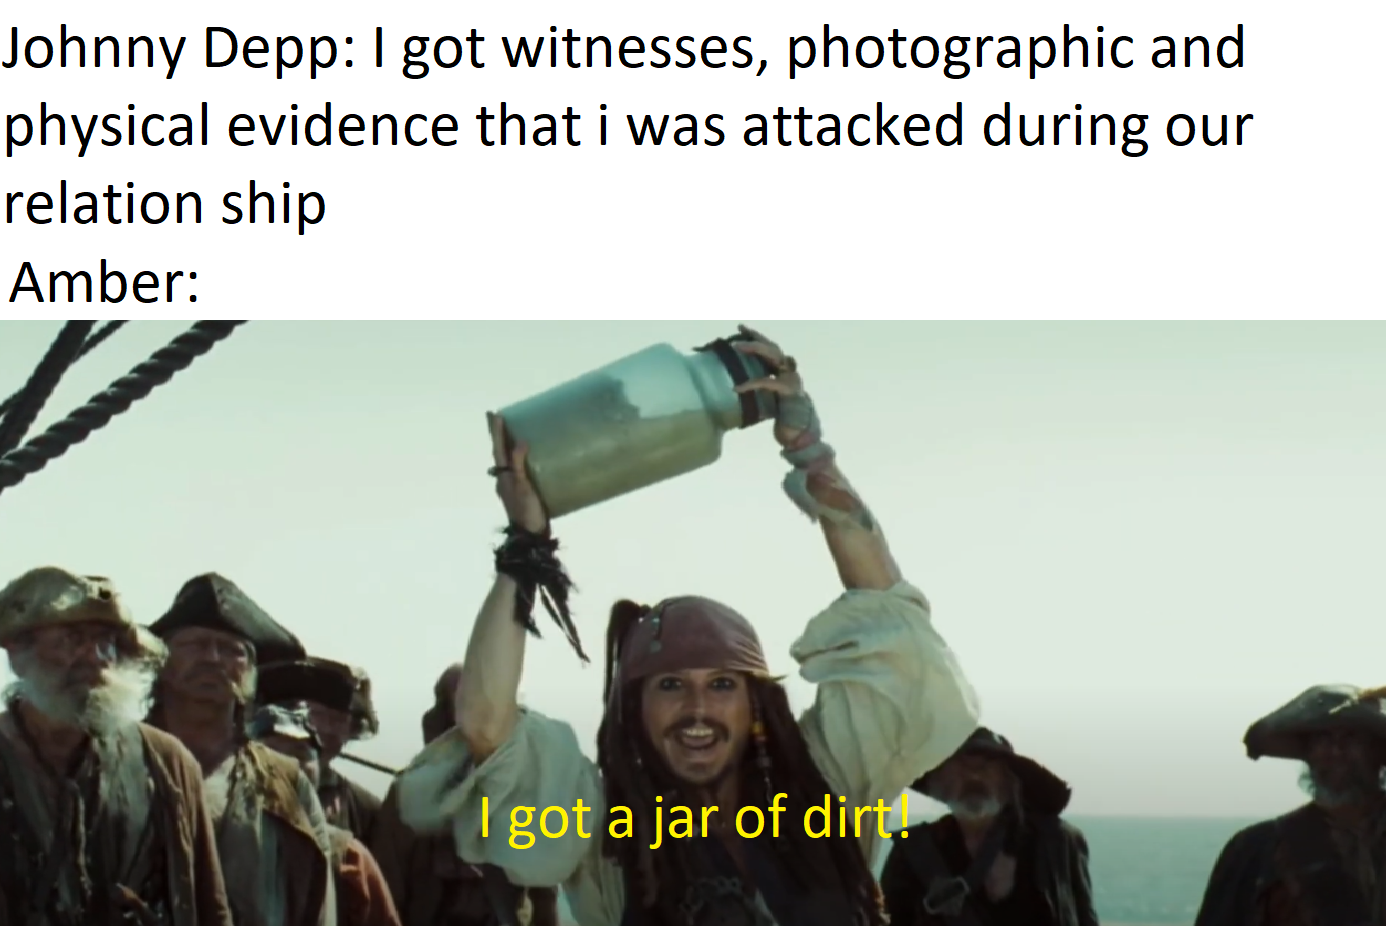 Johnny Depp: I got witnesses, photographic and
physical evidence that i was attacked during our
relation ship
Amber:
I got a jar of dirt!